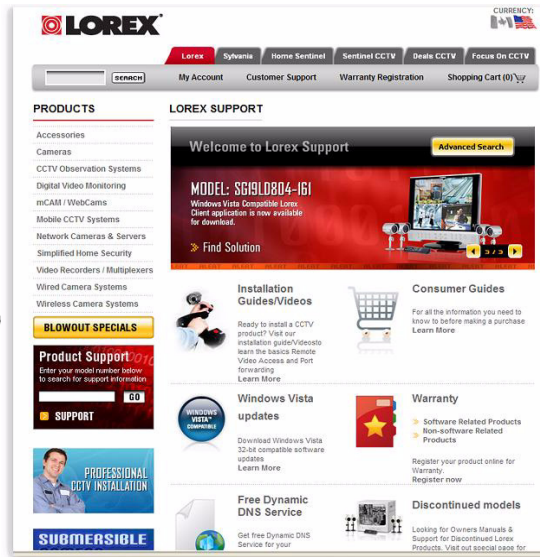 CURRENCY:
LOREX
Lorex Sylvania Home Sentinel Sentinel CCTV Deals CCTV Focus On CCTV
SEARCH My Account Customer Support Warranty Registration Shopping Cart (0)
PRODUCTS
Accessories
Cameras
CCTV Observation Systems
Digital Video Monitoring
mCAM / WebCams
Mobile CCTV Systems
Network Cameras & Servers
Simplified Home Security
Video Recorders / Multiplexers
Wired Camera Systems
Wireless Camera Systems
BLOWOUT SPECIALS
Product Support
Enter your model number below
to search for support information
GO
SUPPORT
PROFESSIONAL
CCTV INSTALLATION
SUBMERSIBLE
LOREX SUPPORT
Welcome to Lorex Support
Advanced Search
MODEL: SG19LD804-161
Windows Vista Compatible Lorex
Client application is now available
for download.
Find Solution
3 / 3
Installation
Guides/Videos
Ready to install a CCTV
product? Visit our
installation guide/Videosto
learn the basics Remote
Video Access and Port
forwarding
Learn More
Consumer Guides
For all the information you need to
know to before making a purchase
Learn More
WINDOWS
VISTA™
COMPATIBLE
Windows Vista
updates
Download Windows Vista
32-bit compatible software
updates
Learn More
Warranty
Software Related Products
Non-software Related
Products
Register your product online for
Warranty.
Register now
Free Dynamic
DNS Service
Get free Dynamic DNS
Service for your
Discontinued models
Looking for Owners Manuals &
Support for Discontinued Lorex
Products. Visit out special page for